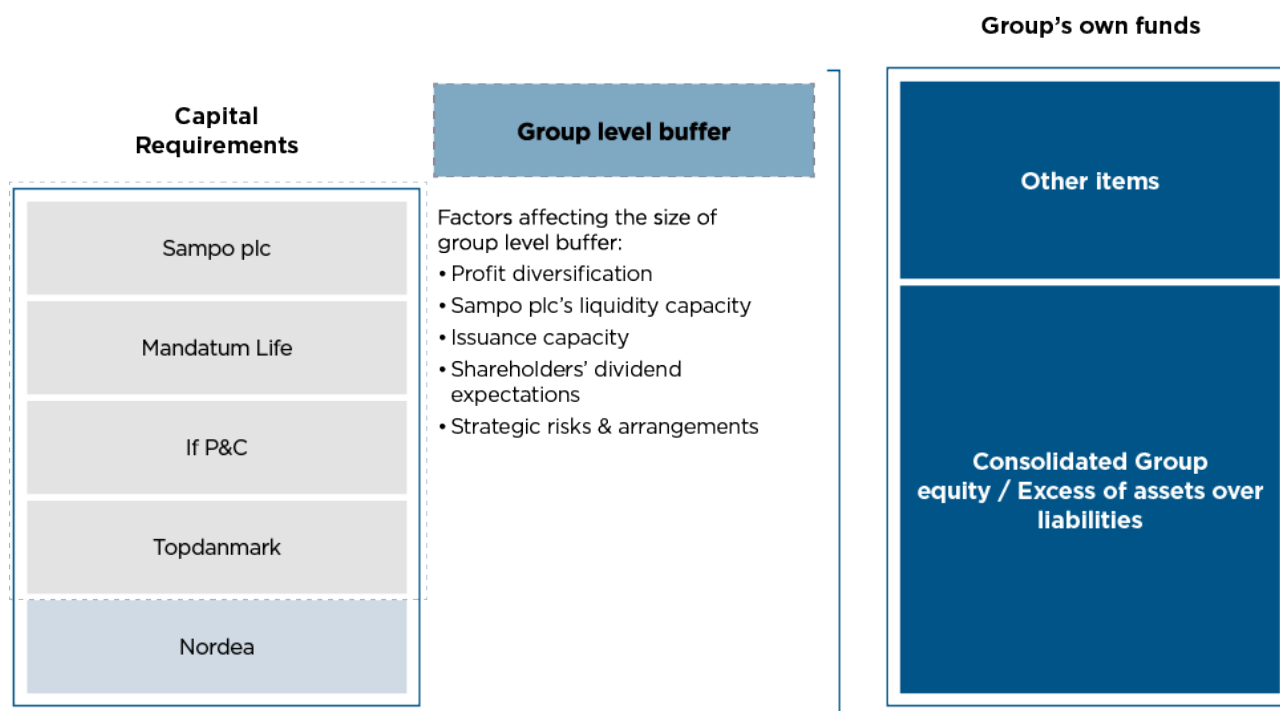 Group's own funds
Capital
Requirements
Group level buffer
Other items
Sampo plc
Mandatum Life
If P&C
Topdanmark
Nordea
Factors affecting the size of
group level buffer:
• Profit diversification
• Sampo plc's liquidity capacity
• Issuance capacity
• Shareholders' dividend
expectations
• Strategic risks & arrangements
Consolidated Group
equity / Excess of assets over
liabilities